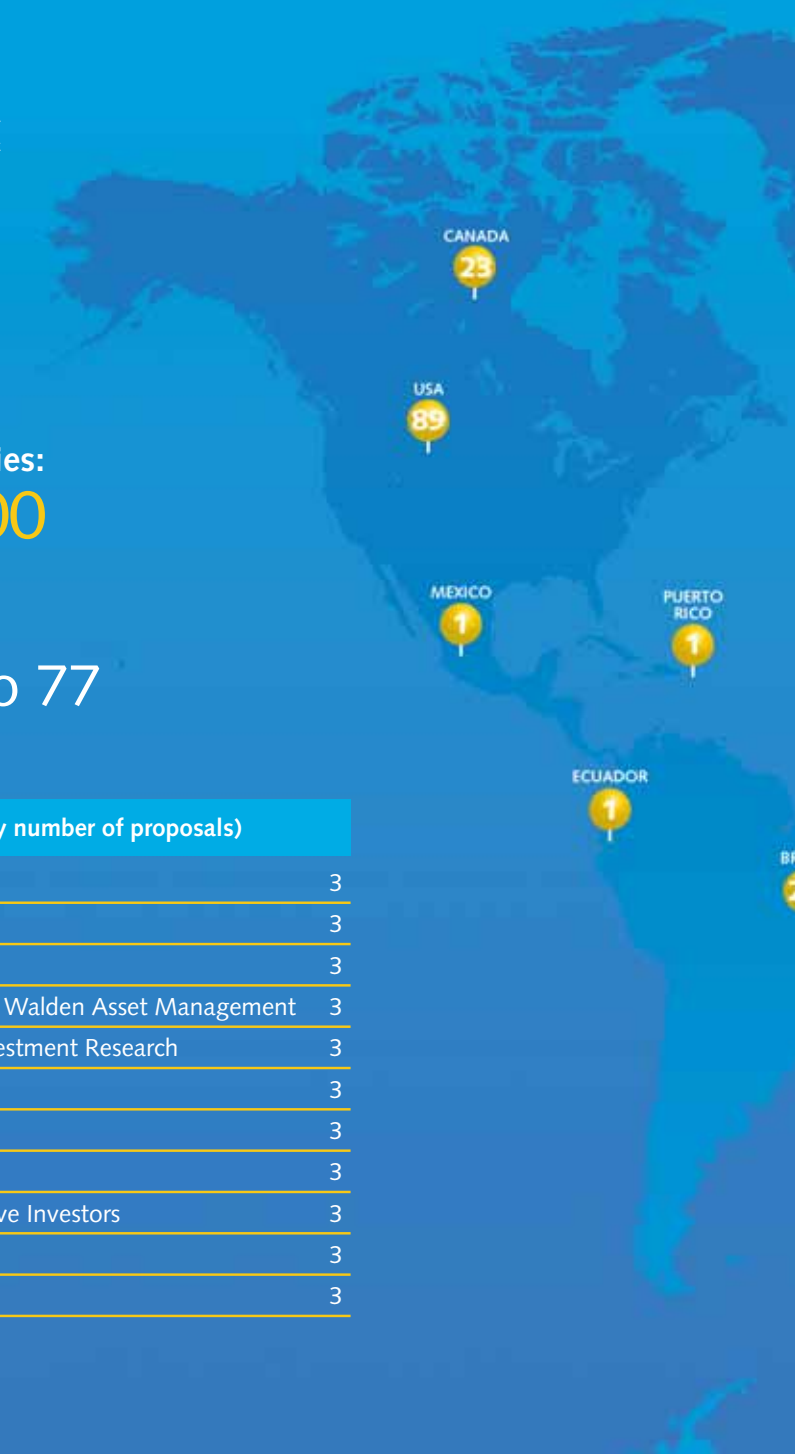 CANADA
23
USA
89
ies:
00
MEXICO
1
PUERTO
RICO
1
o 77
ECUADOR
1
y number of proposals)
3
3
3
Walden Asset Management 3
estment Research 3
3
3
3
ve Investors 3
3
3